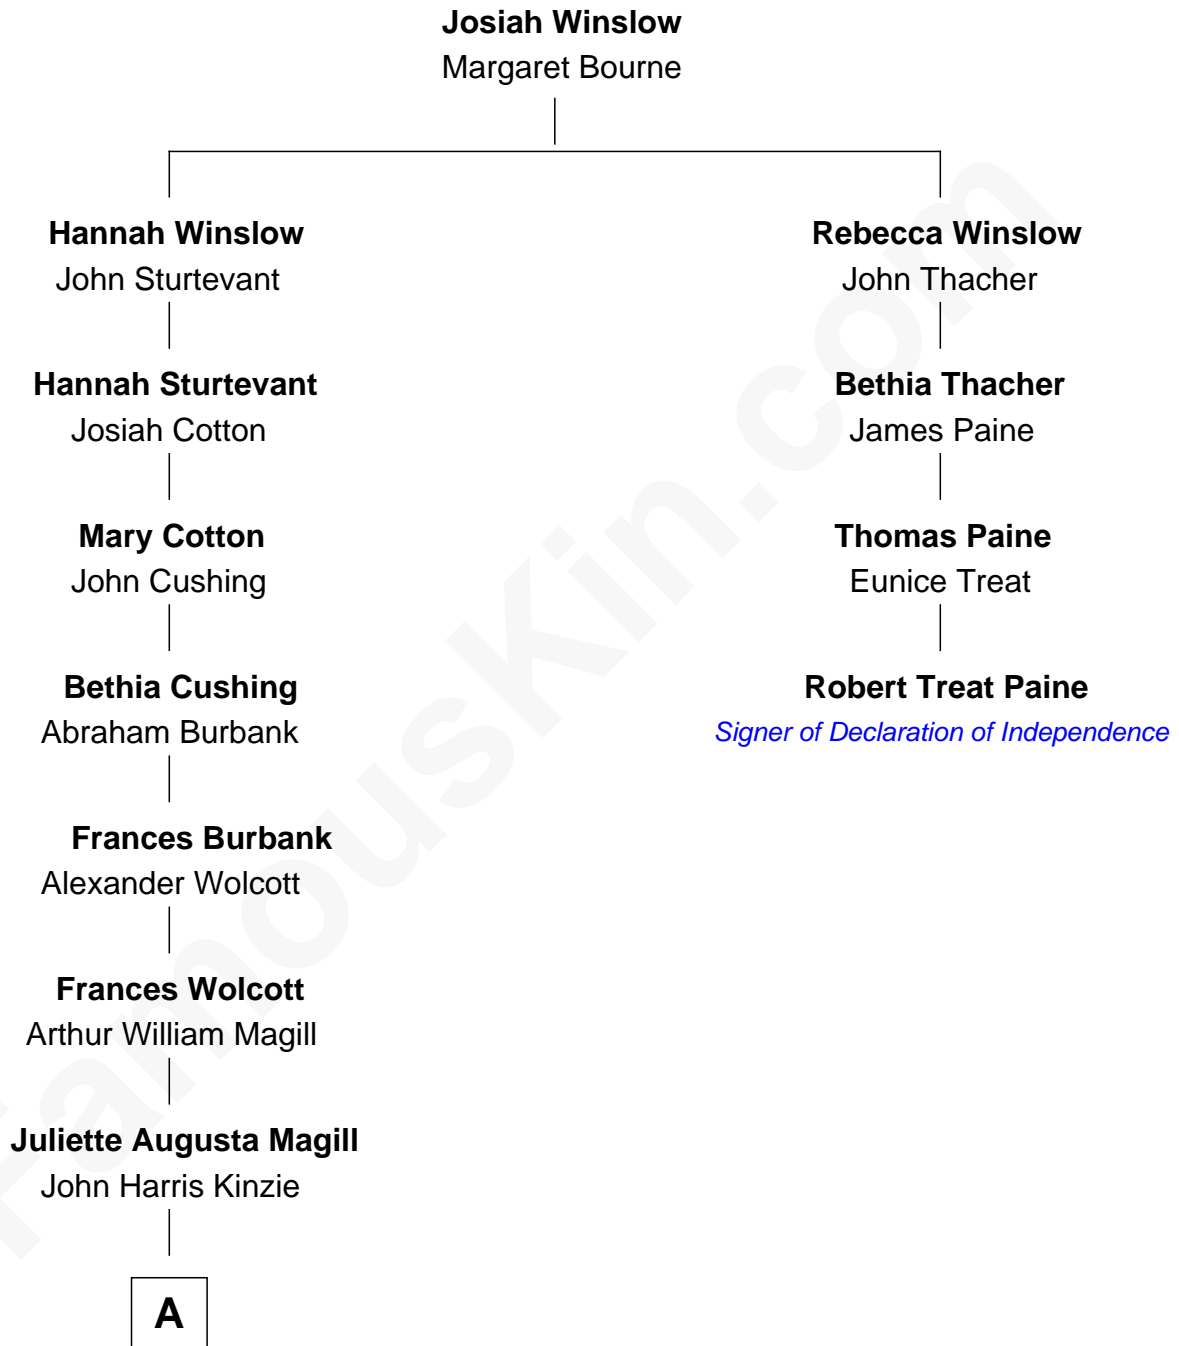 Josiah Winslow
Margaret Bourne
Hannah Winslow
John Sturtevant
Rebecca Winslow
John Thacher
Hannah Sturtevant
Josiah Cotton
Bethia Thacher
James Paine
Mary Cotton
John Cushing
Thomas Paine
Eunice Treat
Bethia Cushing
Abraham Burbank
Robert Treat Paine
Signer of Declaration of Independence
Frances Burbank
Alexander Wolcott
Frances Wolcott
Arthur William Magill
Juliette Augusta Magill
John Harris Kinzie
A
FamousKin.com